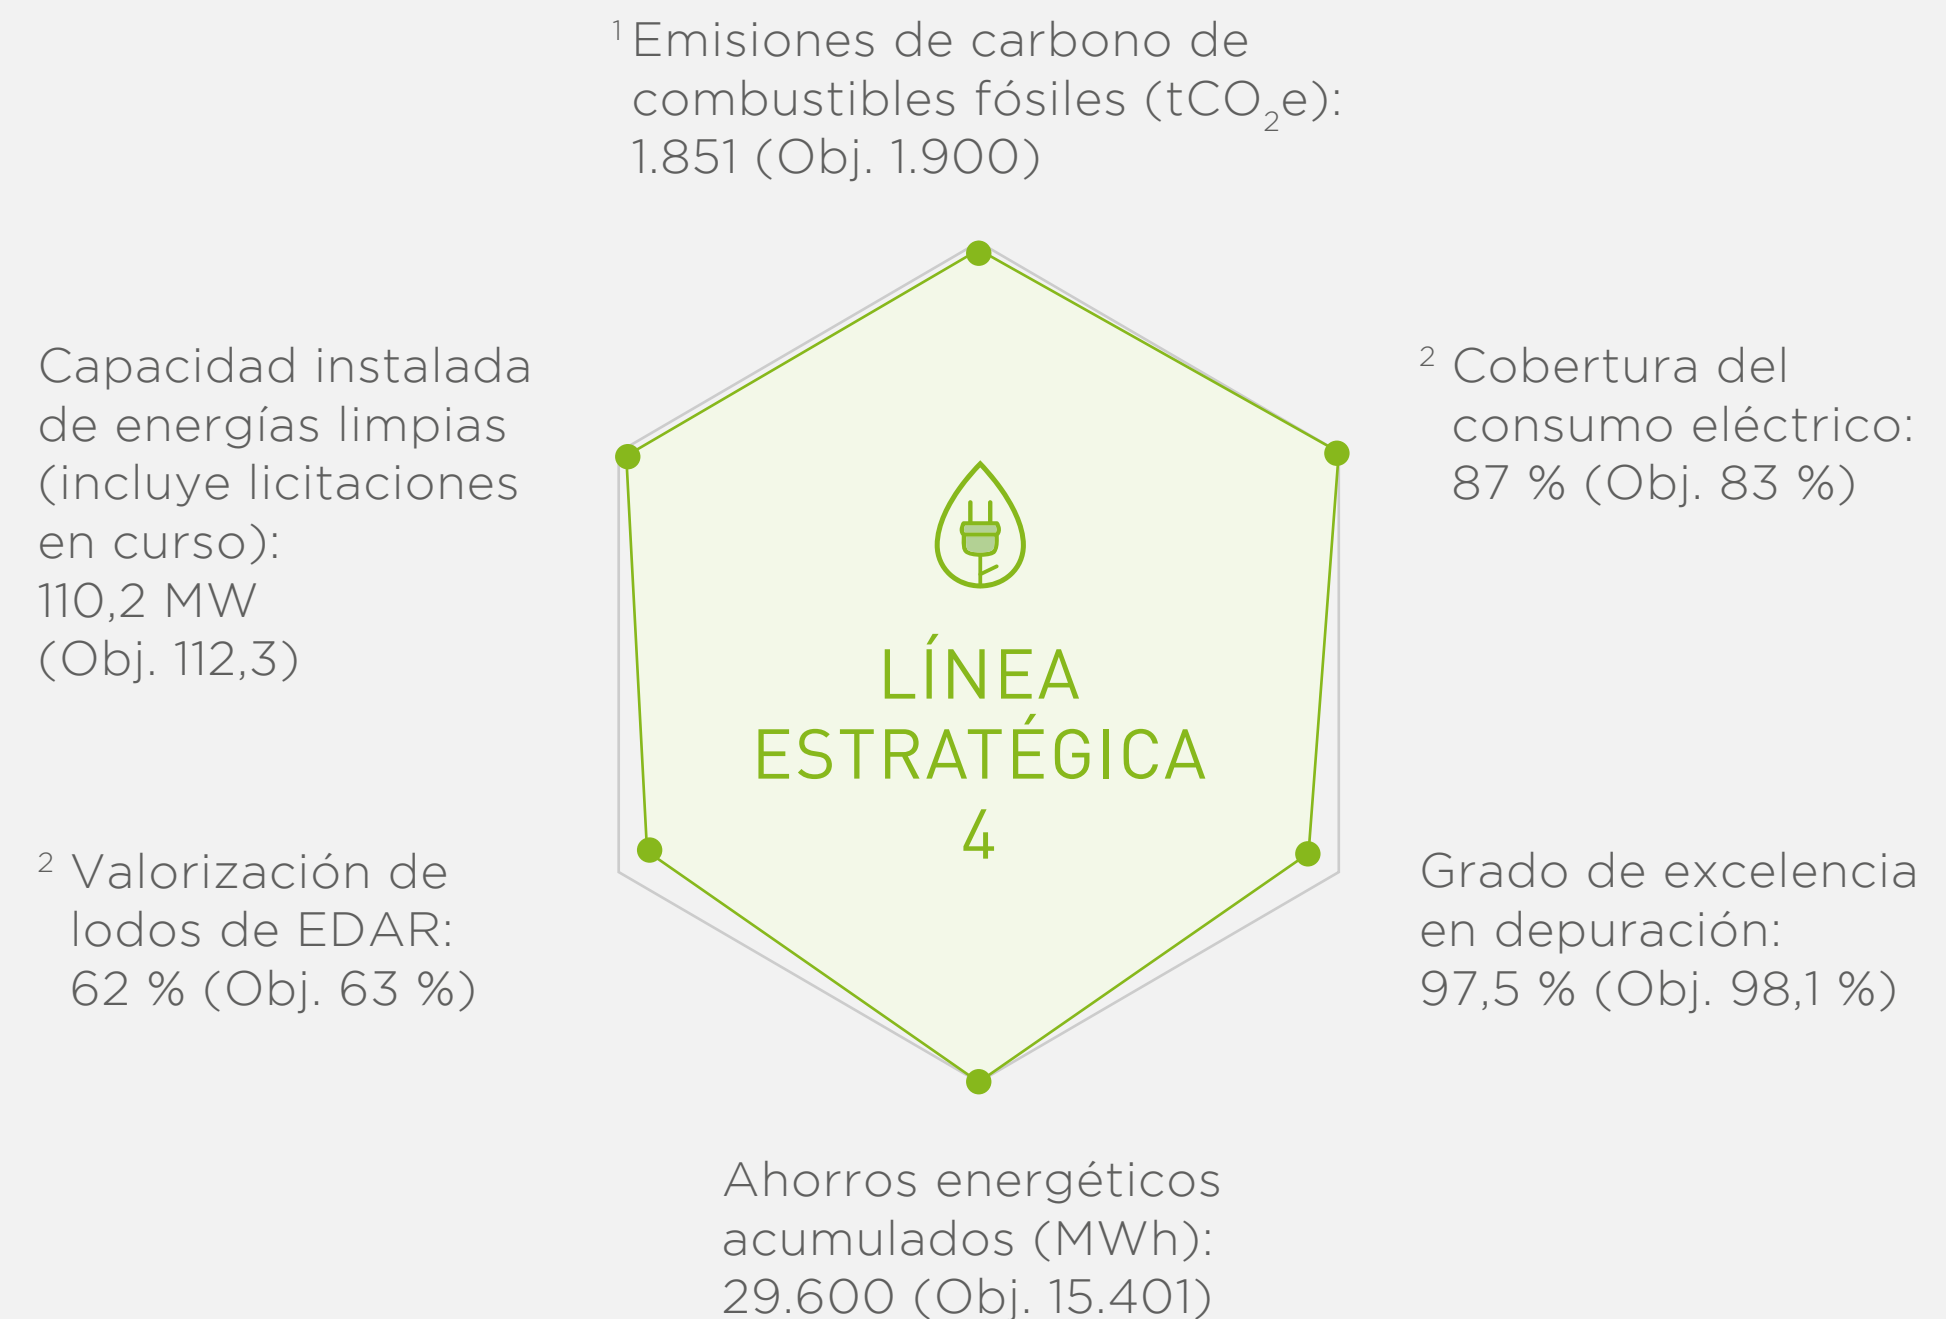 ¹ Emisiones de carbono de
combustibles fósiles (tCO₂e):
1.851 (Obj. 1.900)
Capacidad instalada
de energías limpias
(incluye licitaciones
en curso):
110,2 MW
(Obj. 112,3)
² Cobertura del
consumo eléctrico:
87 % (Obj. 83 %)
LÍNEA
ESTRATÉGICA
4
² Valorización de
lodos de EDAR:
62 % (Obj. 63 %)
Grado de excelencia
en depuración:
97,5 % (Obj. 98,1 %)
Ahorros energéticos
acumulados (MWh):
29.600 (Obj. 15.401)